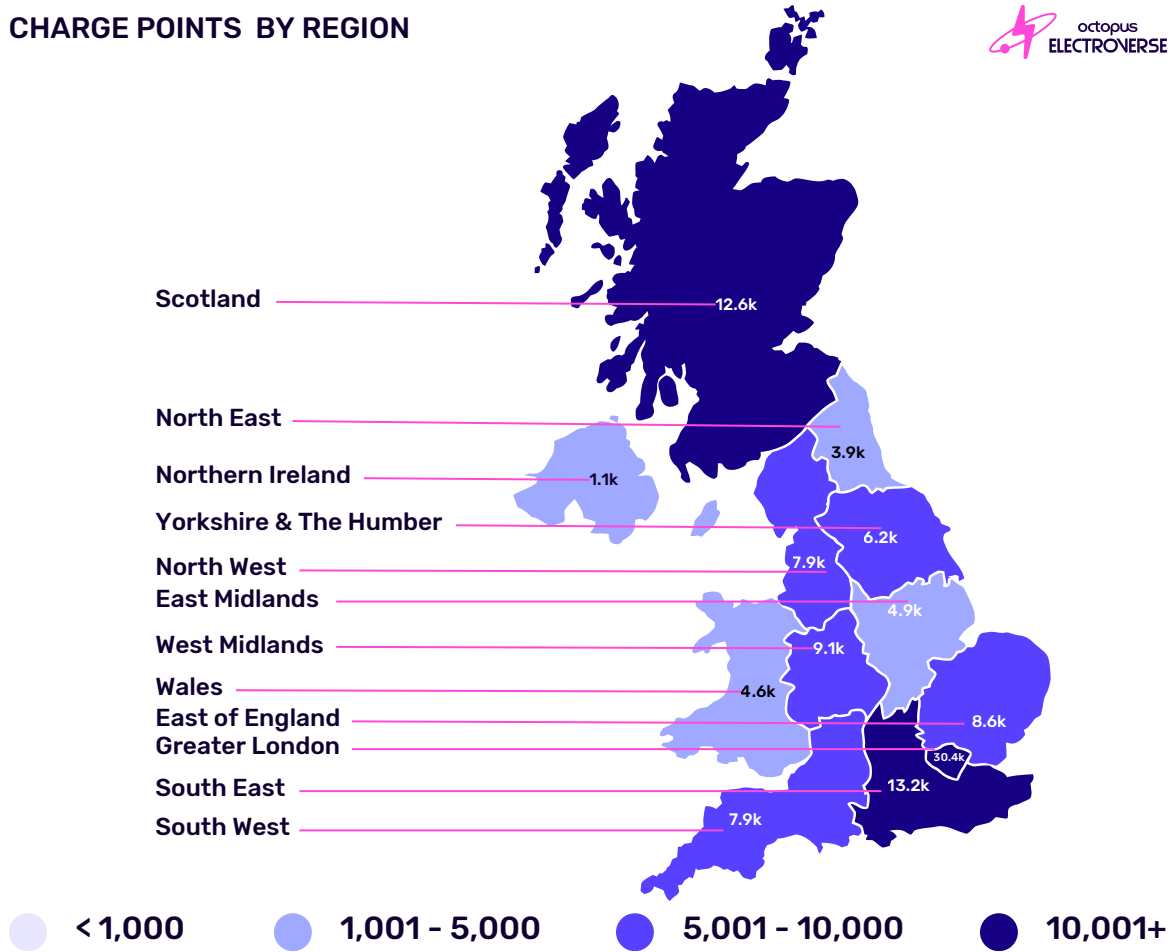 CHARGE POINTS BY REGION
octopus
ELECTROVERSE
Scotland
12.6k
North East
3.9k
Northern Ireland
1.1k
Yorkshire & The Humber
6.2k
North West
7.9k
East Midlands
4.9k
West Midlands
9.1k
Wales
4.6k
East of England
8.6k
Greater London
30.4k
South East
13.2k
South West
7.9k
< 1,000
1,001 - 5,000
5,001 - 10,000
10,001+